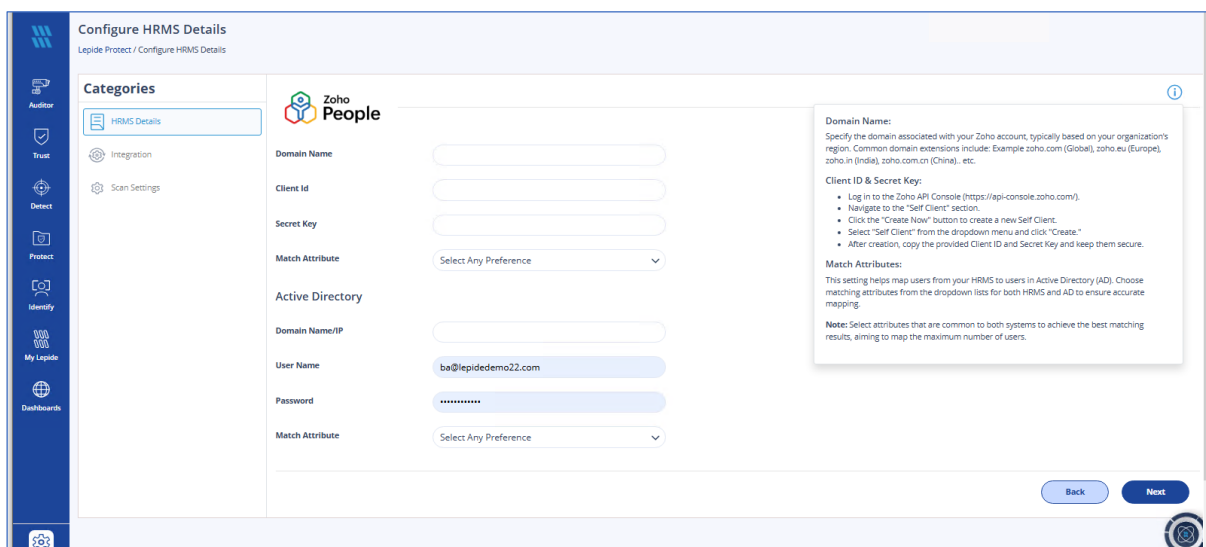 Configure HRMS Details
Lepide Protect / Configure HRMS Details
Auditor
Trust
Detect
Protect
Identify
My Lepide
Dashboards
Categories
HRMS Details
Integration
Scan Settings
Zoho
People
Domain Name
Client Id
Secret Key
Match Attribute
Select Any Preference
Active Directory
Domain Name/IP
User Name
ba@lepidedemo22.com
Password
••••••••••••
Match Attribute
Select Any Preference
Domain Name:
Specify the domain associated with your Zoho account, typically based on your organization's
region. Common domain extensions include: Example zoho.com (Global), zoho.eu (Europe),
zoho.in (India), zoho.com.cn (China).. etc.
Client ID & Secret Key:
• Log in to the Zoho API Console (https://api-console.zoho.com/).
• Navigate to the "Self Client" section.
• Click the "Create Now" button to create a new Self Client.
• Select "Self Client" from the dropdown menu and click "Create."
• After creation, copy the provided Client ID and Secret Key and keep them secure.
Match Attributes:
This setting helps map users from your HRMS to users in Active Directory (AD). Choose
matching attributes from the dropdown lists for both HRMS and AD to ensure accurate
mapping.
Note: Select attributes that are common to both systems to achieve the best matching
results, aiming to map the maximum number of users.
Back
Next